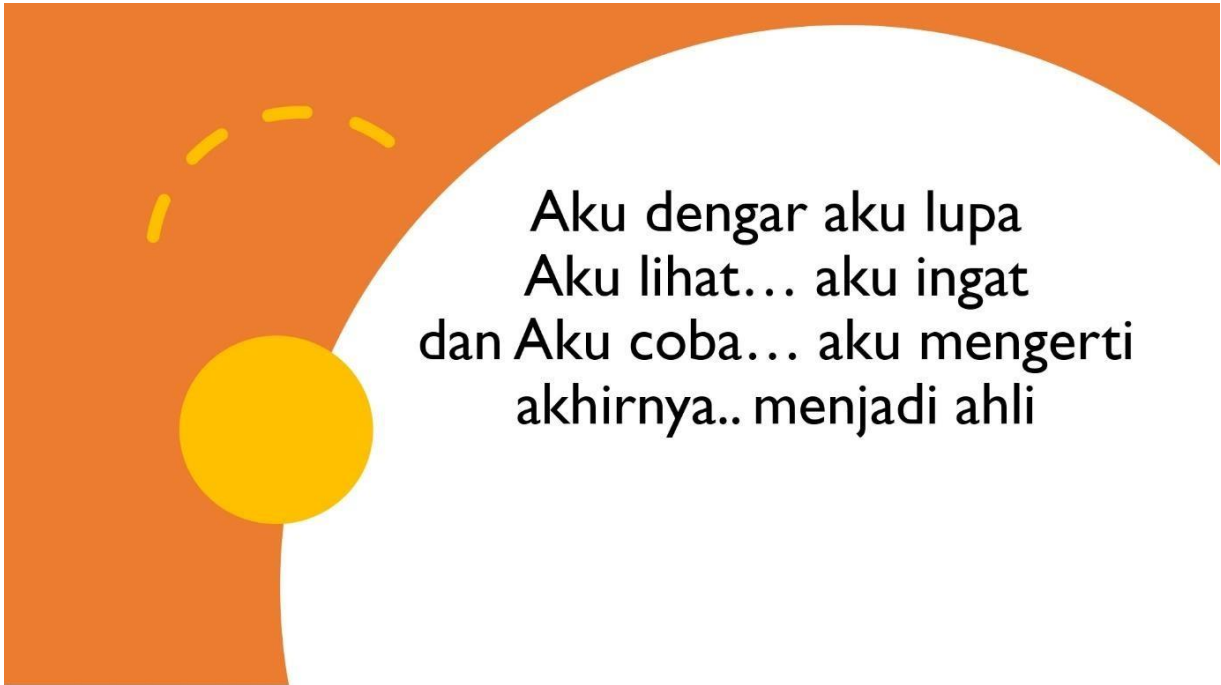 Aku dengar aku lupa
Aku lihat… aku ingat
dan Aku coba… aku mengerti
akhirnya.. menjadi ahli